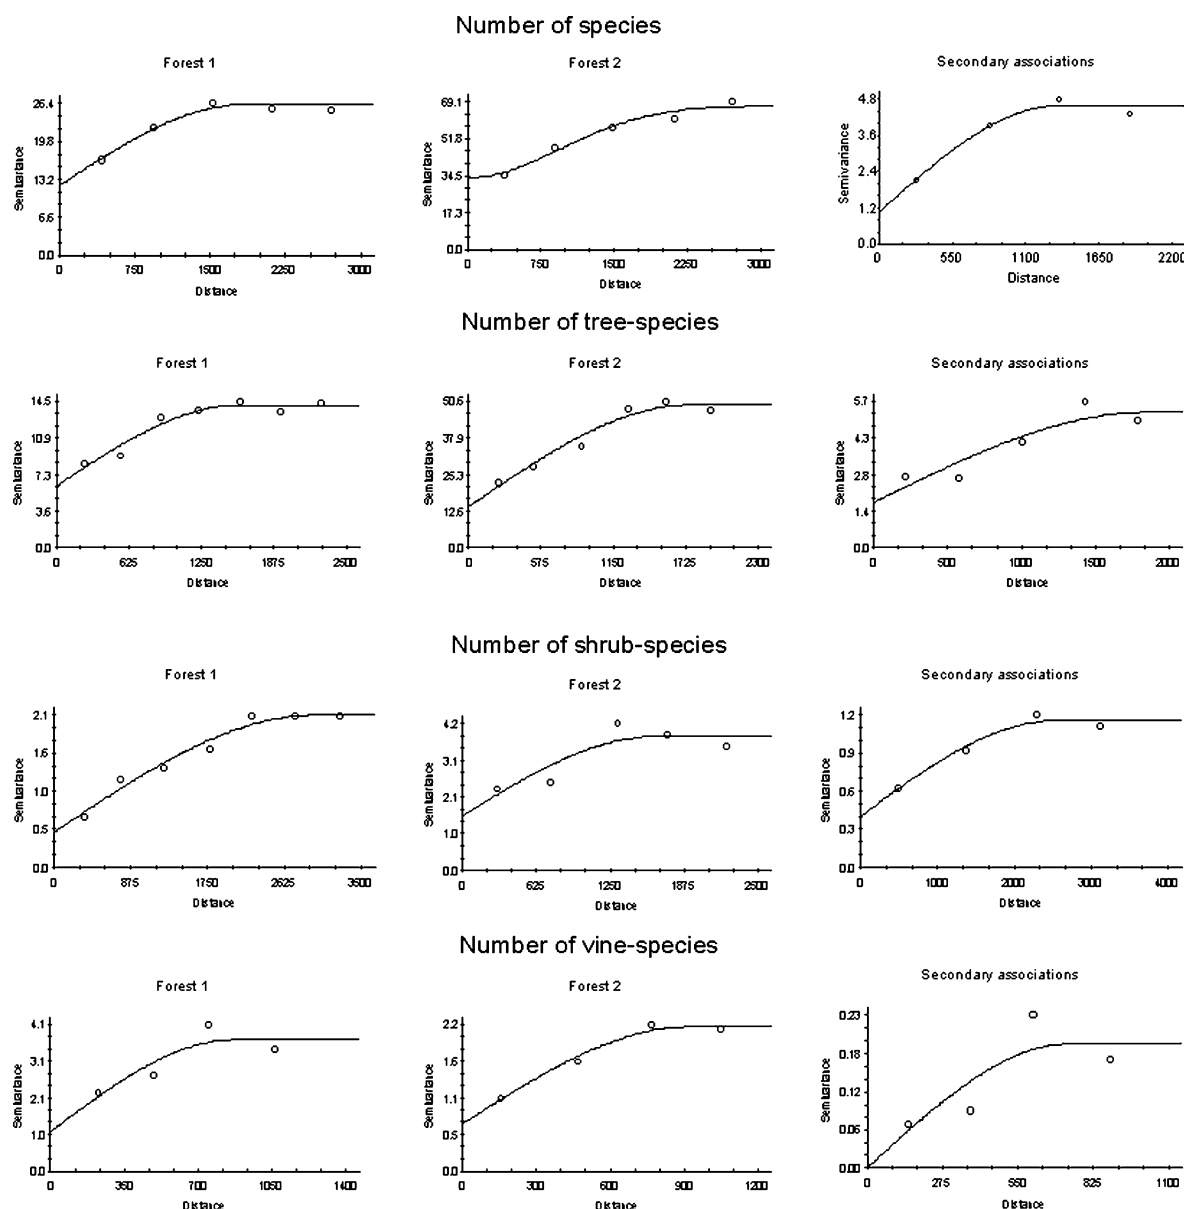 Number of species
Forest 1
Forest 2
Secondary associations
26.4
19.8
13.2
6.6
0.0
Semivariance
0 750 1500 2250 3000
Distance
69.1
51.8
34.5
17.3
0.0
Semivariance
0 750 1500 2250 3000
Distance
4.8
3.6
2.4
1.2
0.0
Semivariance
0 550 1100 1650 2200
Distance
Number of tree-species
Forest 1
Forest 2
Secondary associations
14.5
10.9
7.3
3.6
0.0
Semivariance
0 625 1250 1875 2500
Distance
50.6
37.9
25.3
12.6
0.0
Semivariance
0 575 1150 1725 2300
Distance
5.7
4.3
2.8
1.4
0.0
Semivariance
0 500 1000 1500 2000
Distance
Number of shrub-species
Forest 1
Forest 2
Secondary associations
2.1
1.6
1.0
0.5
0.0
Semivariance
0 875 1750 2625 3500
Distance
4.2
3.1
2.1
1.0
0.0
Semivariance
0 625 1250 1875 2500
Distance
1.2
0.9
0.6
0.3
0.0
Semivariance
0 1000 2000 3000 4000
Distance
Number of vine-species
Forest 1
Forest 2
Secondary associations
4.1
3.1
2.1
1.0
0.0
Semivariance
0 350 700 1050 1400
Distance
2.2
1.6
1.1
0.5
0.0
Semivariance
0 300 600 900 1200
Distance
0.23
0.18
0.12
0.06
0.00
Semivariance
0 275 550 825 1100
Distance